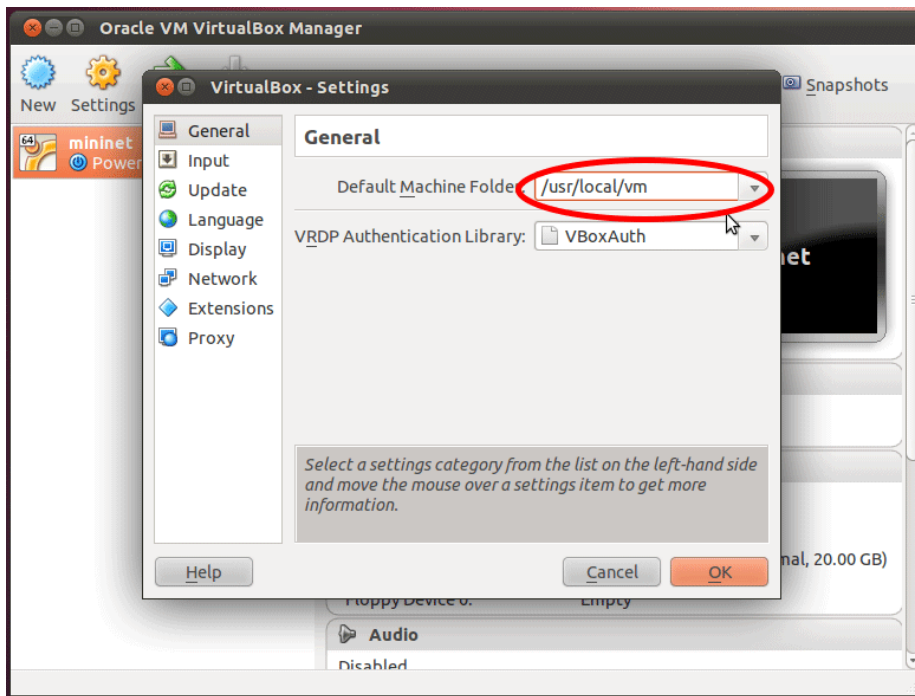 Oracle VM VirtualBox Manager
New Settings
Snapshots
64
mininet
Power
VirtualBox - Settings
General
Input
Update
Language
Display
Network
Extensions
Proxy
General
Default Machine Folder: /usr/local/vm
VRDP Authentication Library: VBoxAuth
Select a settings category from the list on the left-hand side
and move the mouse over a settings item to get more
information.
Help
Cancel
OK
net
mal, 20.00 GB)
Floppy Device 0: Empty
Audio
Disabled